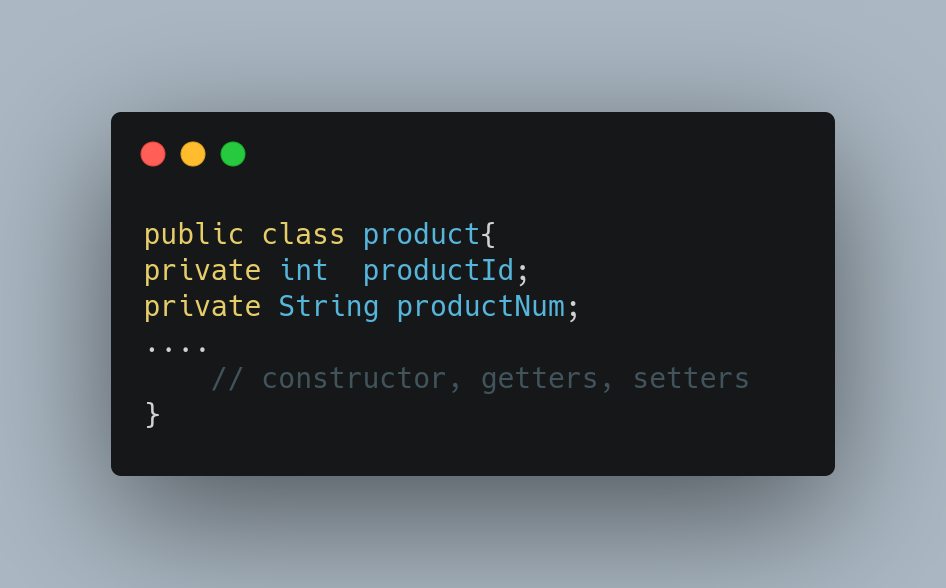 public class product{
private int  productId;
private String productNum;
....
    // constructor, getters, setters
}